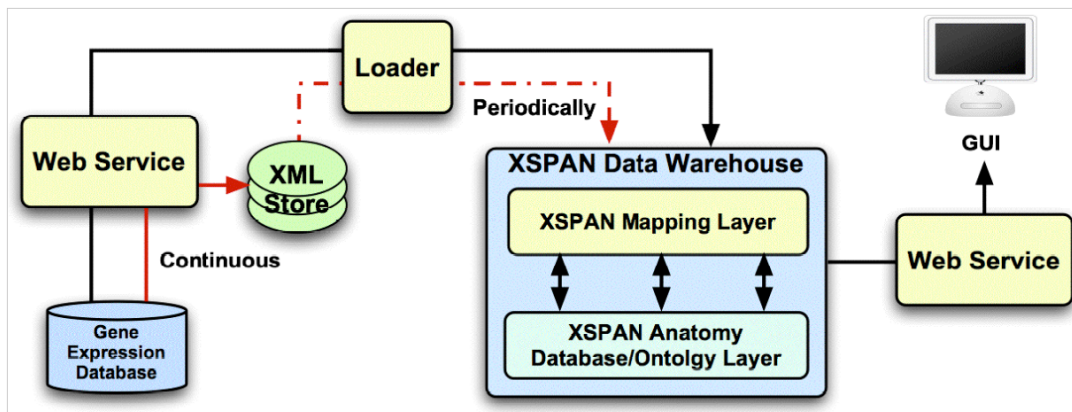 Loader
Periodically
Web Service
XML
Store
Continuous
Gene
Expression
Database
XSPAN Data Warehouse
XSPAN Mapping Layer
XSPAN Anatomy
Database/Ontolgy Layer
GUI
Web Service